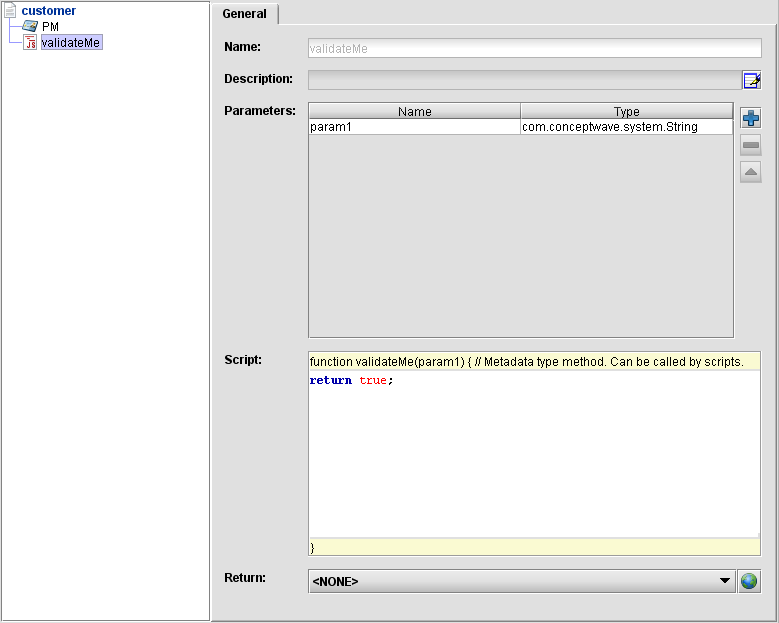 customer
PM
validateMe
General
Name:
validateMe
Description:
Parameters:
Name Type
param1 com.conceptwave.system.String
Script:
function validateMe(param1) { // Metadata type method. Can be called by scripts.
return true;
}
Return:
<NONE>